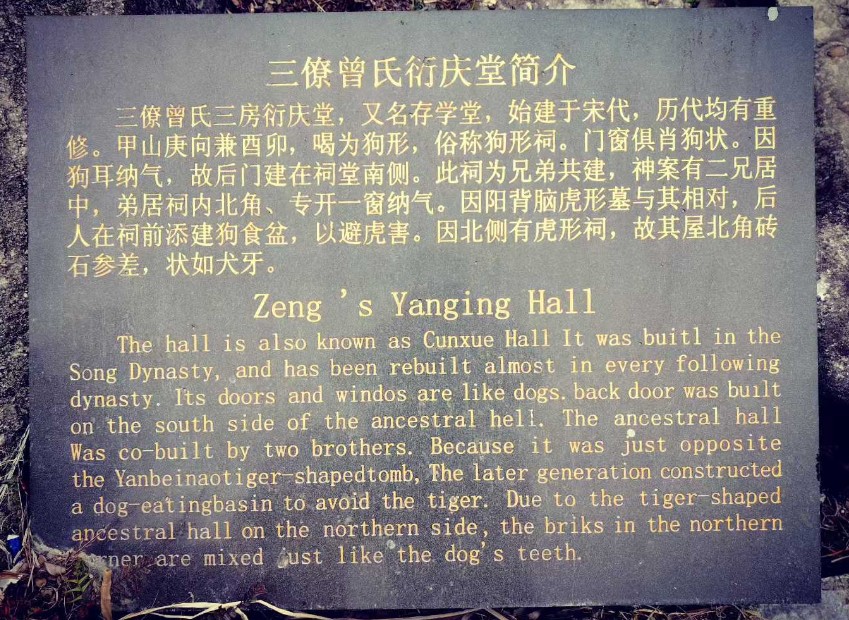 三僚曾氏衍庆堂简介
三僚曾氏三房衍庆堂，又名存学堂，始建于宋代，历代均有重
修。甲山庚向兼酉卯，喝为狗形，俗称狗形祠。门窗俱肖狗状。因
狗耳纳气，故后门建在祠堂南侧。此祠为兄弟共建，神案有二兄居
中，弟居祠内北角、专开一窗纳气。因阳背脑虎形墓与其相对，后
人在祠前添建狗食盆，以避虎害。因北侧有虎形祠，故其屋北角砖
石参差，状如犬牙。
Zeng 's Yanging Hall
The hall is also known as Cunxue Hall It was buitl in the
Song Dynasty, and has been rebuilt almost in every following
dynasty. Its doors and windos are like dogs. back door was built
on the south side of the ancestral hell. The ancestral hall
Was co-built by two brothers. Because it was just opposite
the Yanbeinaotiger-shapedtomb, The later generation constructed
a dog-eatingbasin to avoid the tiger. Due to the tiger-shaped
ancestral hall on the northern side, the briks in the northern
are mixed just like the dog's teeth.